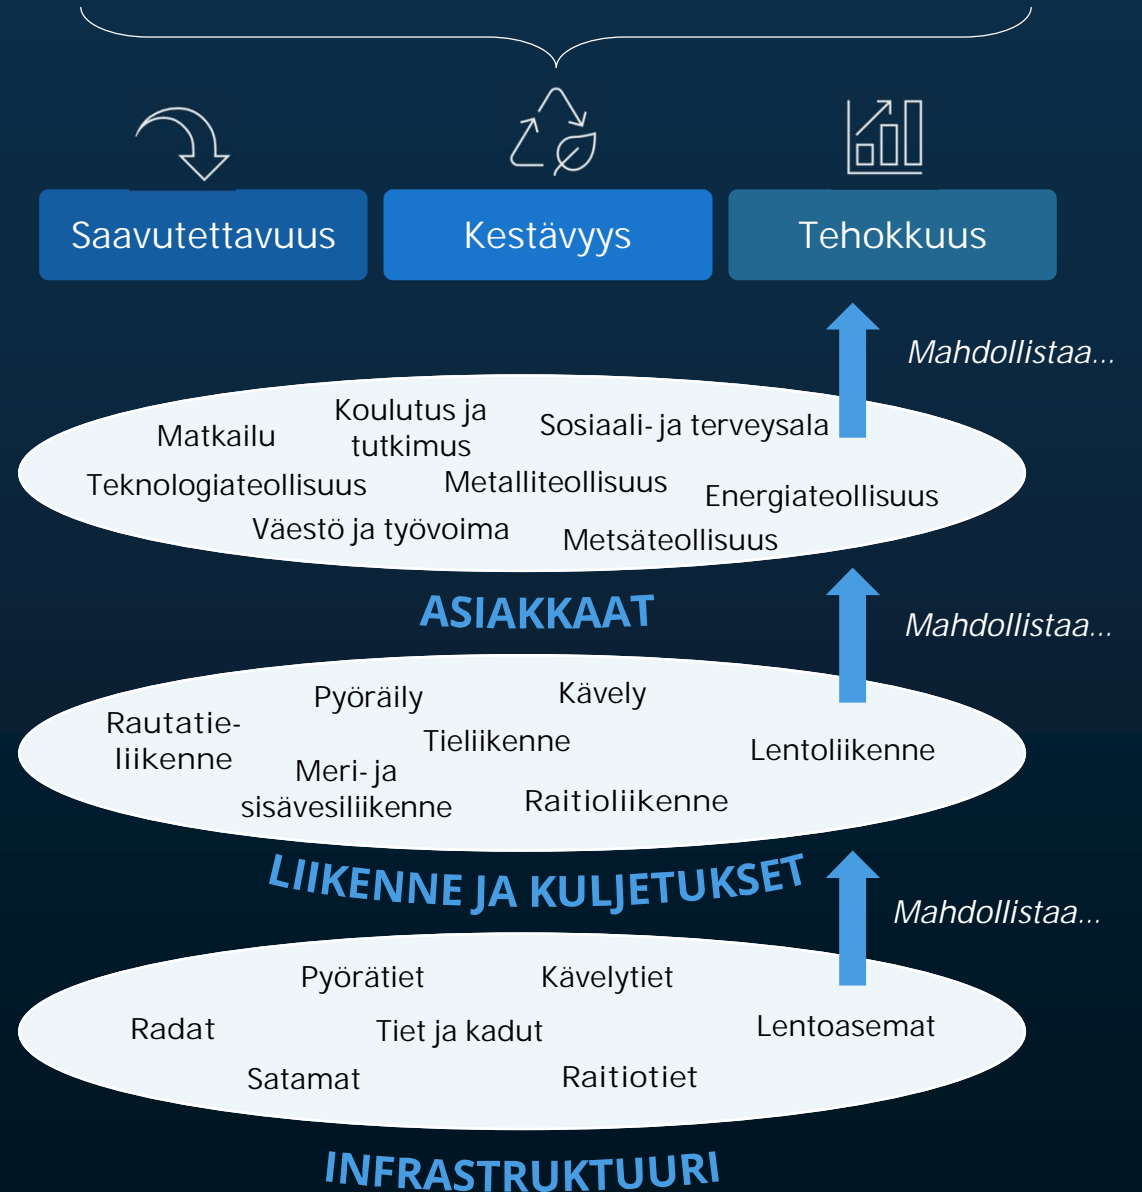 Saavutettavuus
Kestävyys
Tehokkuus
Mahdollistaa...
Matkailu
Koulutus ja
tutkimus
Sosiaali- ja terveysala
Teknologiateollisuus
Metalliteollisuus
Energiateollisuus
Väestö ja työvoima
Metsäteollisuus
ASIAKKAAT
Mahdollistaa...
Pyöräily
Kävely
Rautatie-
liikenne
Tieliikenne
Lentoliikenne
Meri- ja
sisävesiliikenne
Raitioliikenne
LIIKENNE JA KULJETUKSET
Mahdollistaa...
Pyörätiet
Kävelytiet
Radat
Tiet ja kadut
Lentoasemat
Satamat
Raitiotiet
INFRASTRUKTUURI